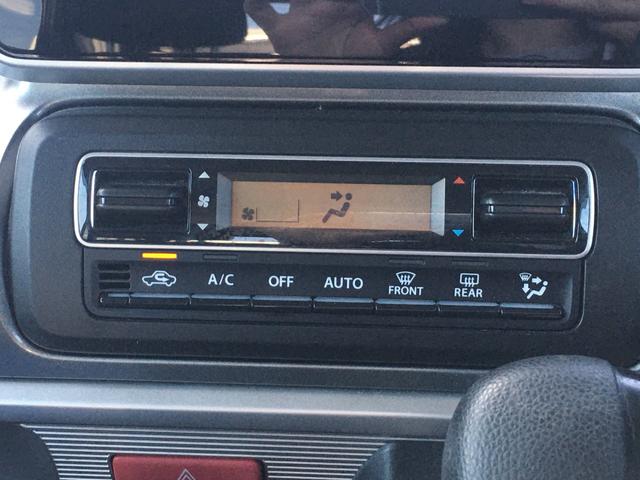 A/C OFF AUTO FRONT REAR